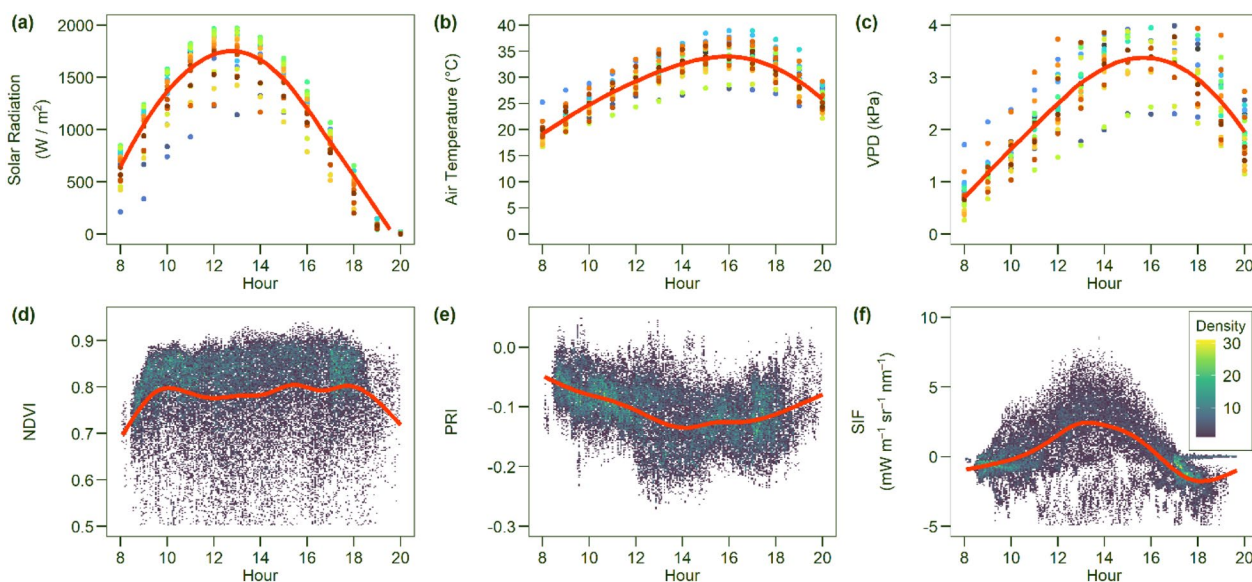 (a)
Solar Radiation
(W / m²)
2000
1500
1000
500
0
8 10 12 14 16 18 20
Hour
(b)
Air Temperature (°C)
40
35
30
25
20
15
10
5
0
8 10 12 14 16 18 20
Hour
(c)
VPD (kPa)
4
3
2
1
0
8 10 12 14 16 18 20
Hour
(d)
NDVI
0.9
0.8
0.7
0.6
0.5
8 10 12 14 16 18 20
Hour
(e)
PRI
0.0
-0.1
-0.2
-0.3
8 10 12 14 16 18 20
Hour
(f)
SIF
(mW m⁻¹ sr⁻¹ nm⁻¹)
10
5
0
-5
8 10 12 14 16 18 20
Hour
Density
30
20
10